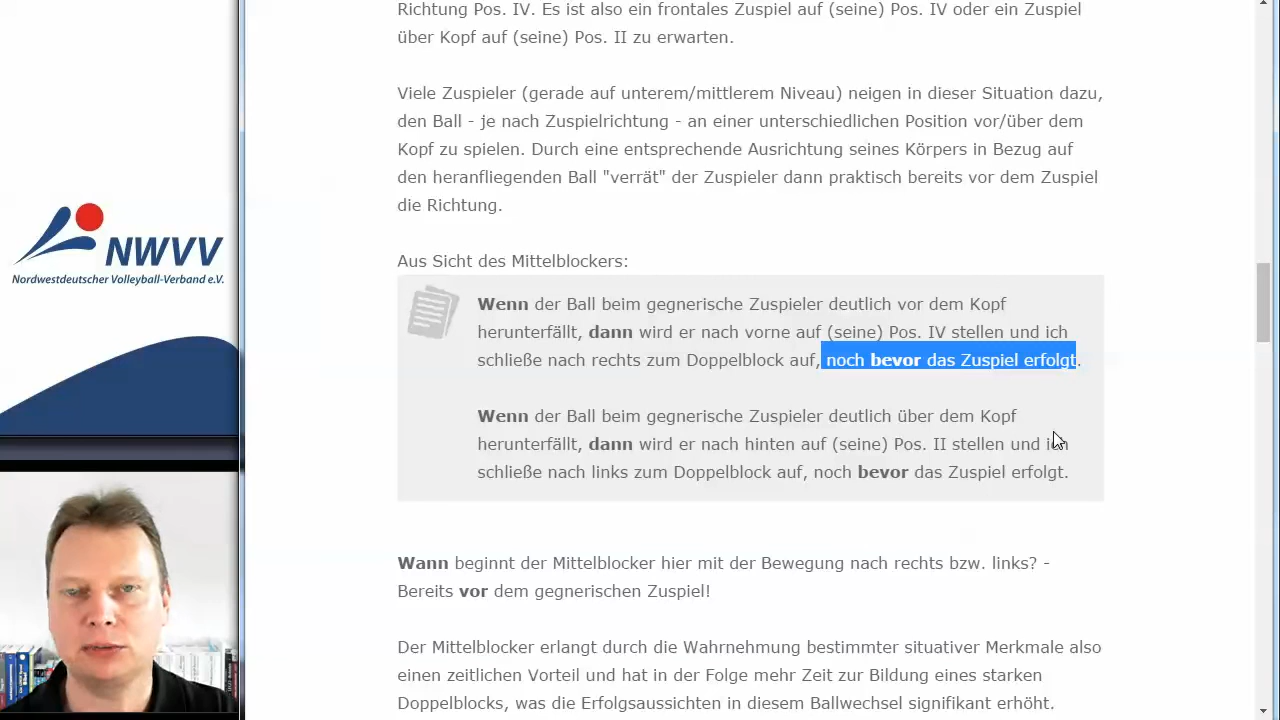 Richtung Pos. IV. Es ist also ein frontales Zuspiel auf (seine) Pos. IV oder ein Zuspiel
über Kopf auf (seine) Pos. II zu erwarten.
Viele Zuspieler (gerade auf unterem/mittlerem Niveau) neigen in dieser Situation dazu,
den Ball - je nach Zuspielrichtung - an einer unterschiedlichen Position vor/über dem
Kopf zu spielen. Durch eine entsprechende Ausrichtung seines Körpers in Bezug auf
den heranfliegenden Ball "verrät" der Zuspieler dann praktisch bereits vor dem Zuspiel
die Richtung.
NWVV
Nordwestdeutscher Volleyball-Verband e.V.
Aus Sicht des Mittelblockers:
Wenn der Ball beim gegnerische Zuspieler deutlich vor dem Kopf
herunterfällt, dann wird er nach vorne auf (seine) Pos. IV stellen und ich
schließe nach rechts zum Doppelblock auf, noch bevor das Zuspiel erfolgt.
Wenn der Ball beim gegnerische Zuspieler deutlich über dem Kopf
herunterfällt, dann wird er nach hinten auf (seine) Pos. II stellen und ich
schließe nach links zum Doppelblock auf, noch bevor das Zuspiel erfolgt.
Wann beginnt der Mittelblocker hier mit der Bewegung nach rechts bzw. links? -
Bereits vor dem gegnerischen Zuspiel!
Der Mittelblocker erlangt durch die Wahrnehmung bestimmter situativer Merkmale also
einen zeitlichen Vorteil und hat in der Folge mehr Zeit zur Bildung eines starken
Doppelblocks, was die Erfolgsaussichten in diesem Ballwechsel signifikant erhöht.